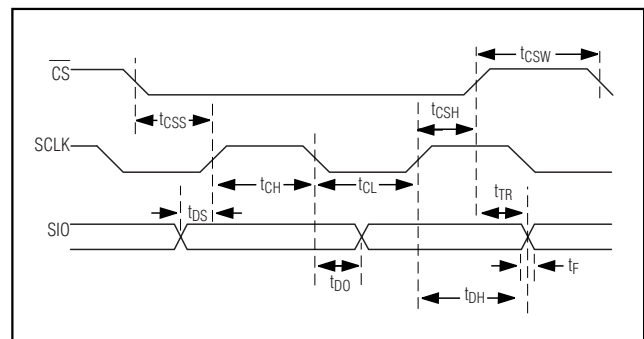 CS
tCSW
tCSS
tCSH
SCLK
tCH
tCL
tTR
tDS
SIO
tF
tDO
tDH